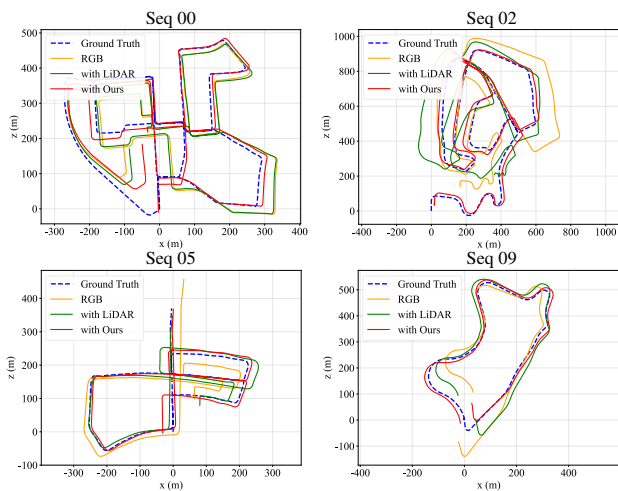 Seq 00
500
400
300
200
100
0
z (m)
Ground Truth
RGB
with LiDAR
with Ours
-300 -200 -100 0 100 200 300 400
x (m)
Seq 02
1000
800
600
400
200
0
z (m)
Ground Truth
RGB
with LiDAR
with Ours
-400 -200 0 200 400 600 800 1000
x (m)
Seq 05
400
300
200
100
0
-100
z (m)
Ground Truth
RGB
with LiDAR
with Ours
-400 -300 -200 -100 0 100 200 300
x (m)
Seq 09
500
400
300
200
100
0
-100
z (m)
Ground Truth
RGB
with LiDAR
with Ours
-400 -200 0 200 400
x (m)